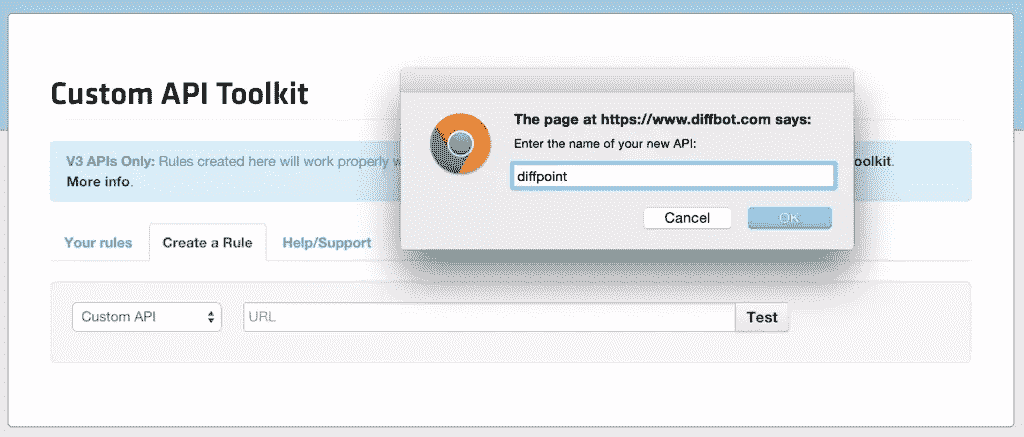 Custom API Toolkit
The page at https://www.diffbot.com says:
Enter the name of your new API:
diffpoint
Cancel OK
V3 APIs Only: Rules created here will work properly w
oolkit.
More info.
Your rules Create a Rule Help/Support
Custom API URL Test